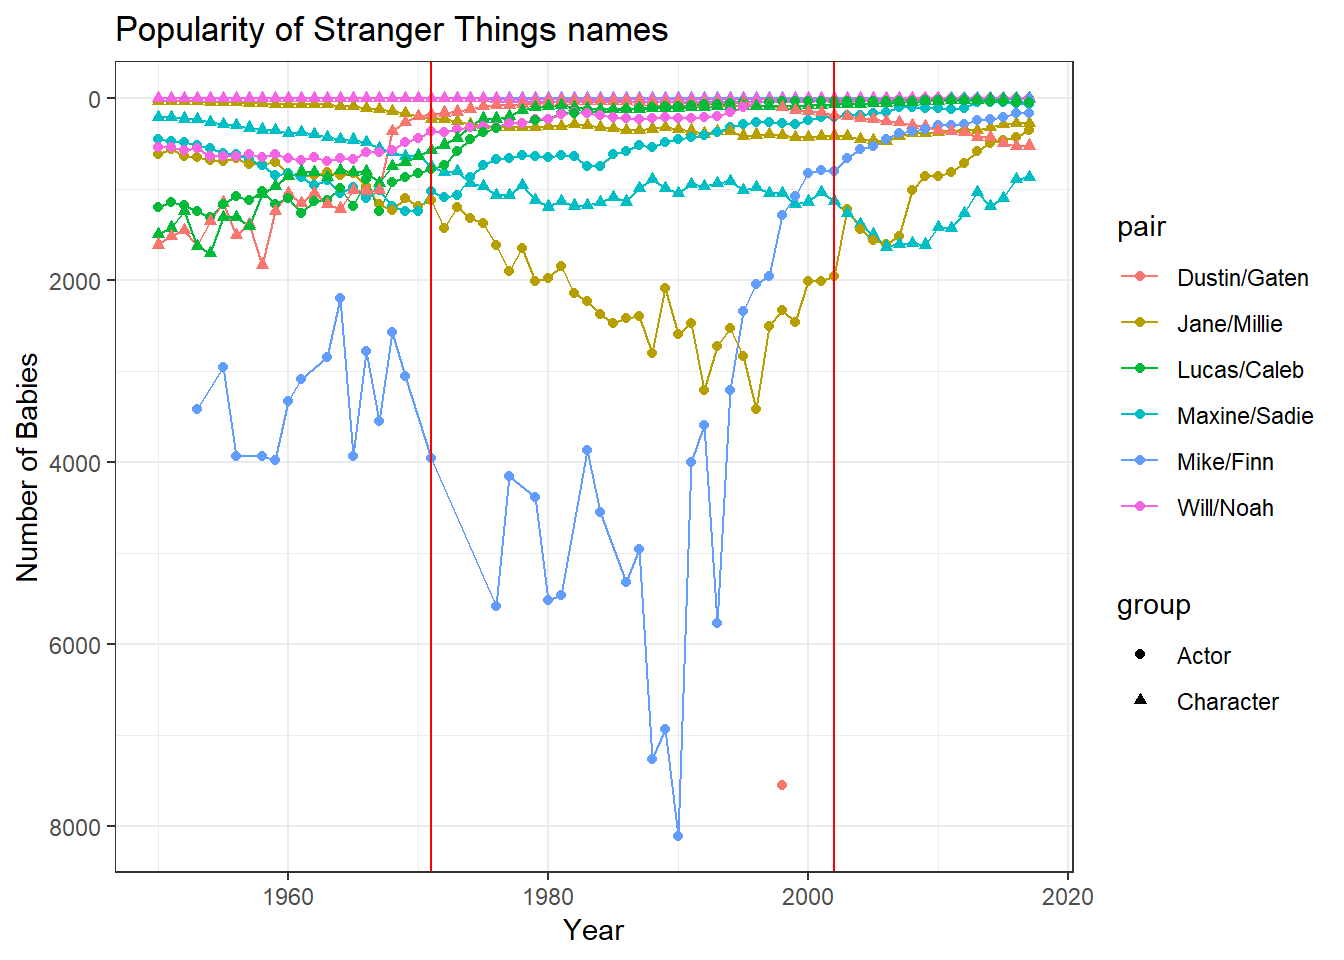 Popularity of Stranger Things names
0
2000
4000
6000
8000
Number of Babies
1960
1980
2000
2020
Year
pair
Dustin/Gaten
Jane/Millie
Lucas/Caleb
Maxine/Sadie
Mike/Finn
Will/Noah
group
Actor
Character